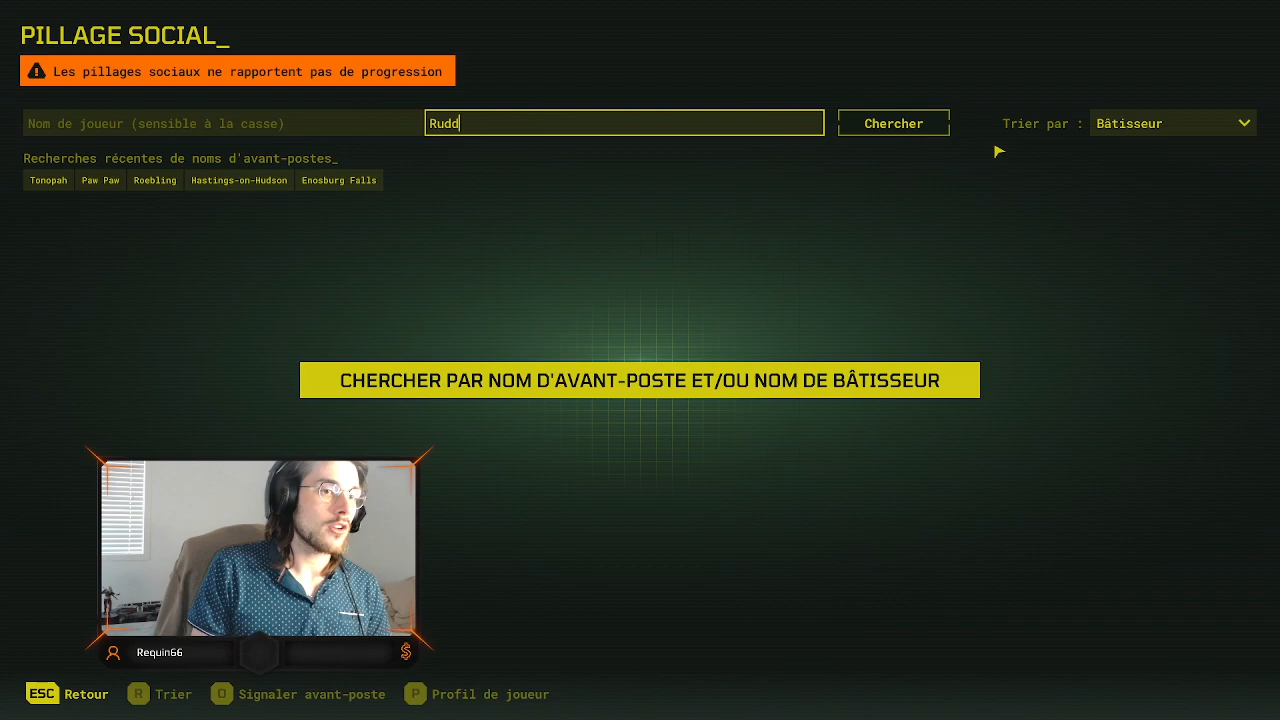 PILLAGE SOCIAL_
Les pillages sociaux ne rapportent pas de progression
Nom de joueur (sensible à la casse) Rudd Chercher Trier par : Bâtisseur
Recherches récentes de noms d'avant-postes_
Tonopah Paw Paw Roebling Hastings-on-Hudson Enosburg Falls
CHERCHER PAR NOM D'AVANT-POSTE ET/OU NOM DE BÂTISSEUR
Requin66
ESC Retour R Trier O Signaler avant-poste P Profil de joueur